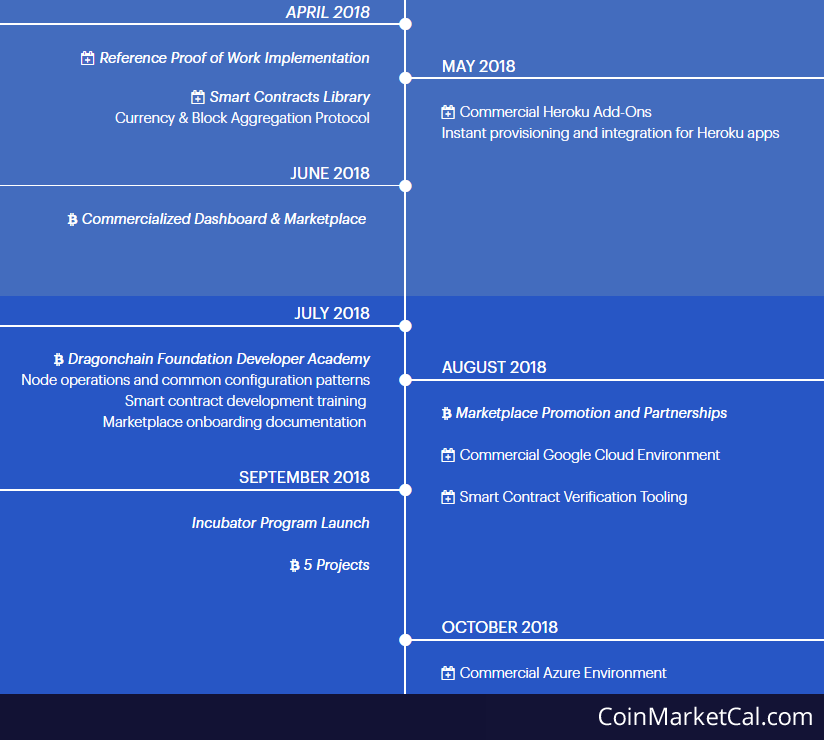 APRIL 2018
Reference Proof of Work Implementation
Smart Contracts Library
Currency & Block Aggregation Protocol
MAY 2018
Commercial Heroku Add-Ons
Instant provisioning and integration for Heroku apps
JUNE 2018
Commercialized Dashboard & Marketplace
JULY 2018
Dragonchain Foundation Developer Academy
Node operations and common configuration patterns
Smart contract development training
Marketplace onboarding documentation
AUGUST 2018
Marketplace Promotion and Partnerships
Commercial Google Cloud Environment
Smart Contract Verification Tooling
SEPTEMBER 2018
Incubator Program Launch
5 Projects
OCTOBER 2018
Commercial Azure Environment
CoinMarketCal.com